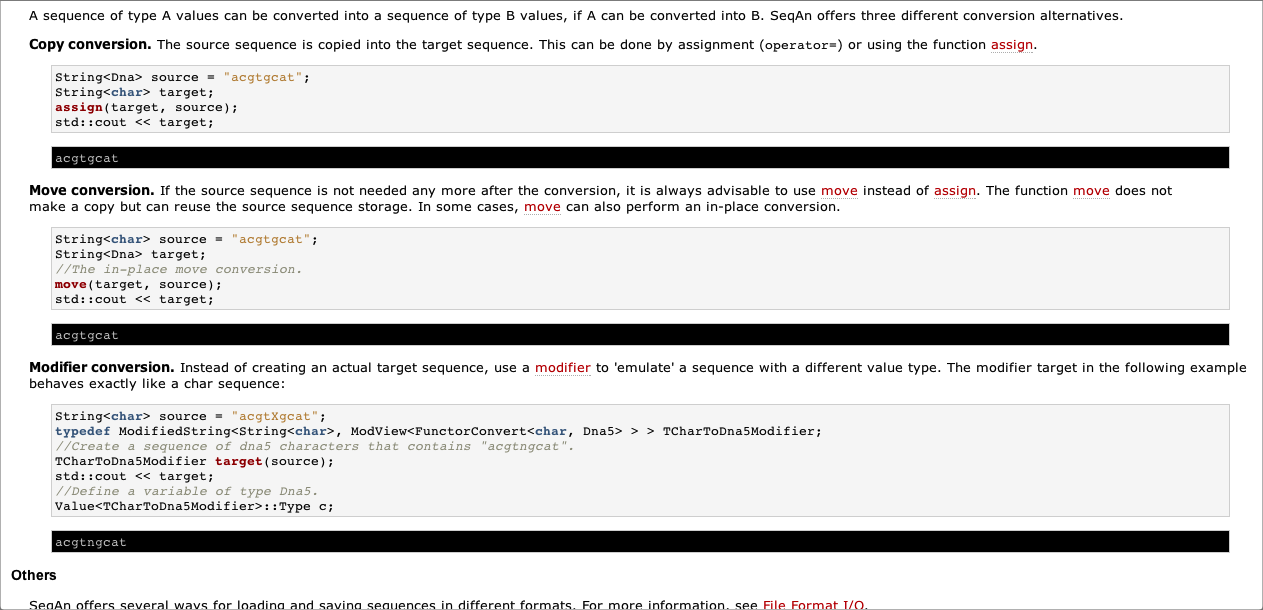 A sequence of type A values can be converted into a sequence of type B values, if A can be converted into B. SeqAn offers three different conversion alternatives.
Copy conversion. The source sequence is copied into the target sequence. This can be done by assignment (operator=) or using the function assign.
String<Dna> source = "acgtgcat";
String<char> target;
assign(target, source);
std::cout << target;
acgtgcat
Move conversion. If the source sequence is not needed any more after the conversion, it is always advisable to use move instead of assign. The function move does not
make a copy but can reuse the source sequence storage. In some cases, move can also perform an in-place conversion.
String<char> source = "acgtgcat";
String<Dna> target;
//The in-place move conversion.
move(target, source);
std::cout << target;
acgtgcat
Modifier conversion. Instead of creating an actual target sequence, use a modifier to 'emulate' a sequence with a different value type. The modifier target in the following example
behaves exactly like a char sequence:
String<char> source = "acgtXgcat";
typedef ModifiedString<String<char>, ModView<FunctorConvert<char, Dna5> > > TCharToDna5Modifier;
//Create a sequence of dna5 characters that contains "acgtngcat".
TCharToDna5Modifier target(source);
std::cout << target;
//Define a variable of type Dna5.
Value<TCharToDna5Modifier>::Type c;
acgtngcat
Others
SeqAn offers several ways for loading and saving sequences in different formats. For more information, see File Format I/O.